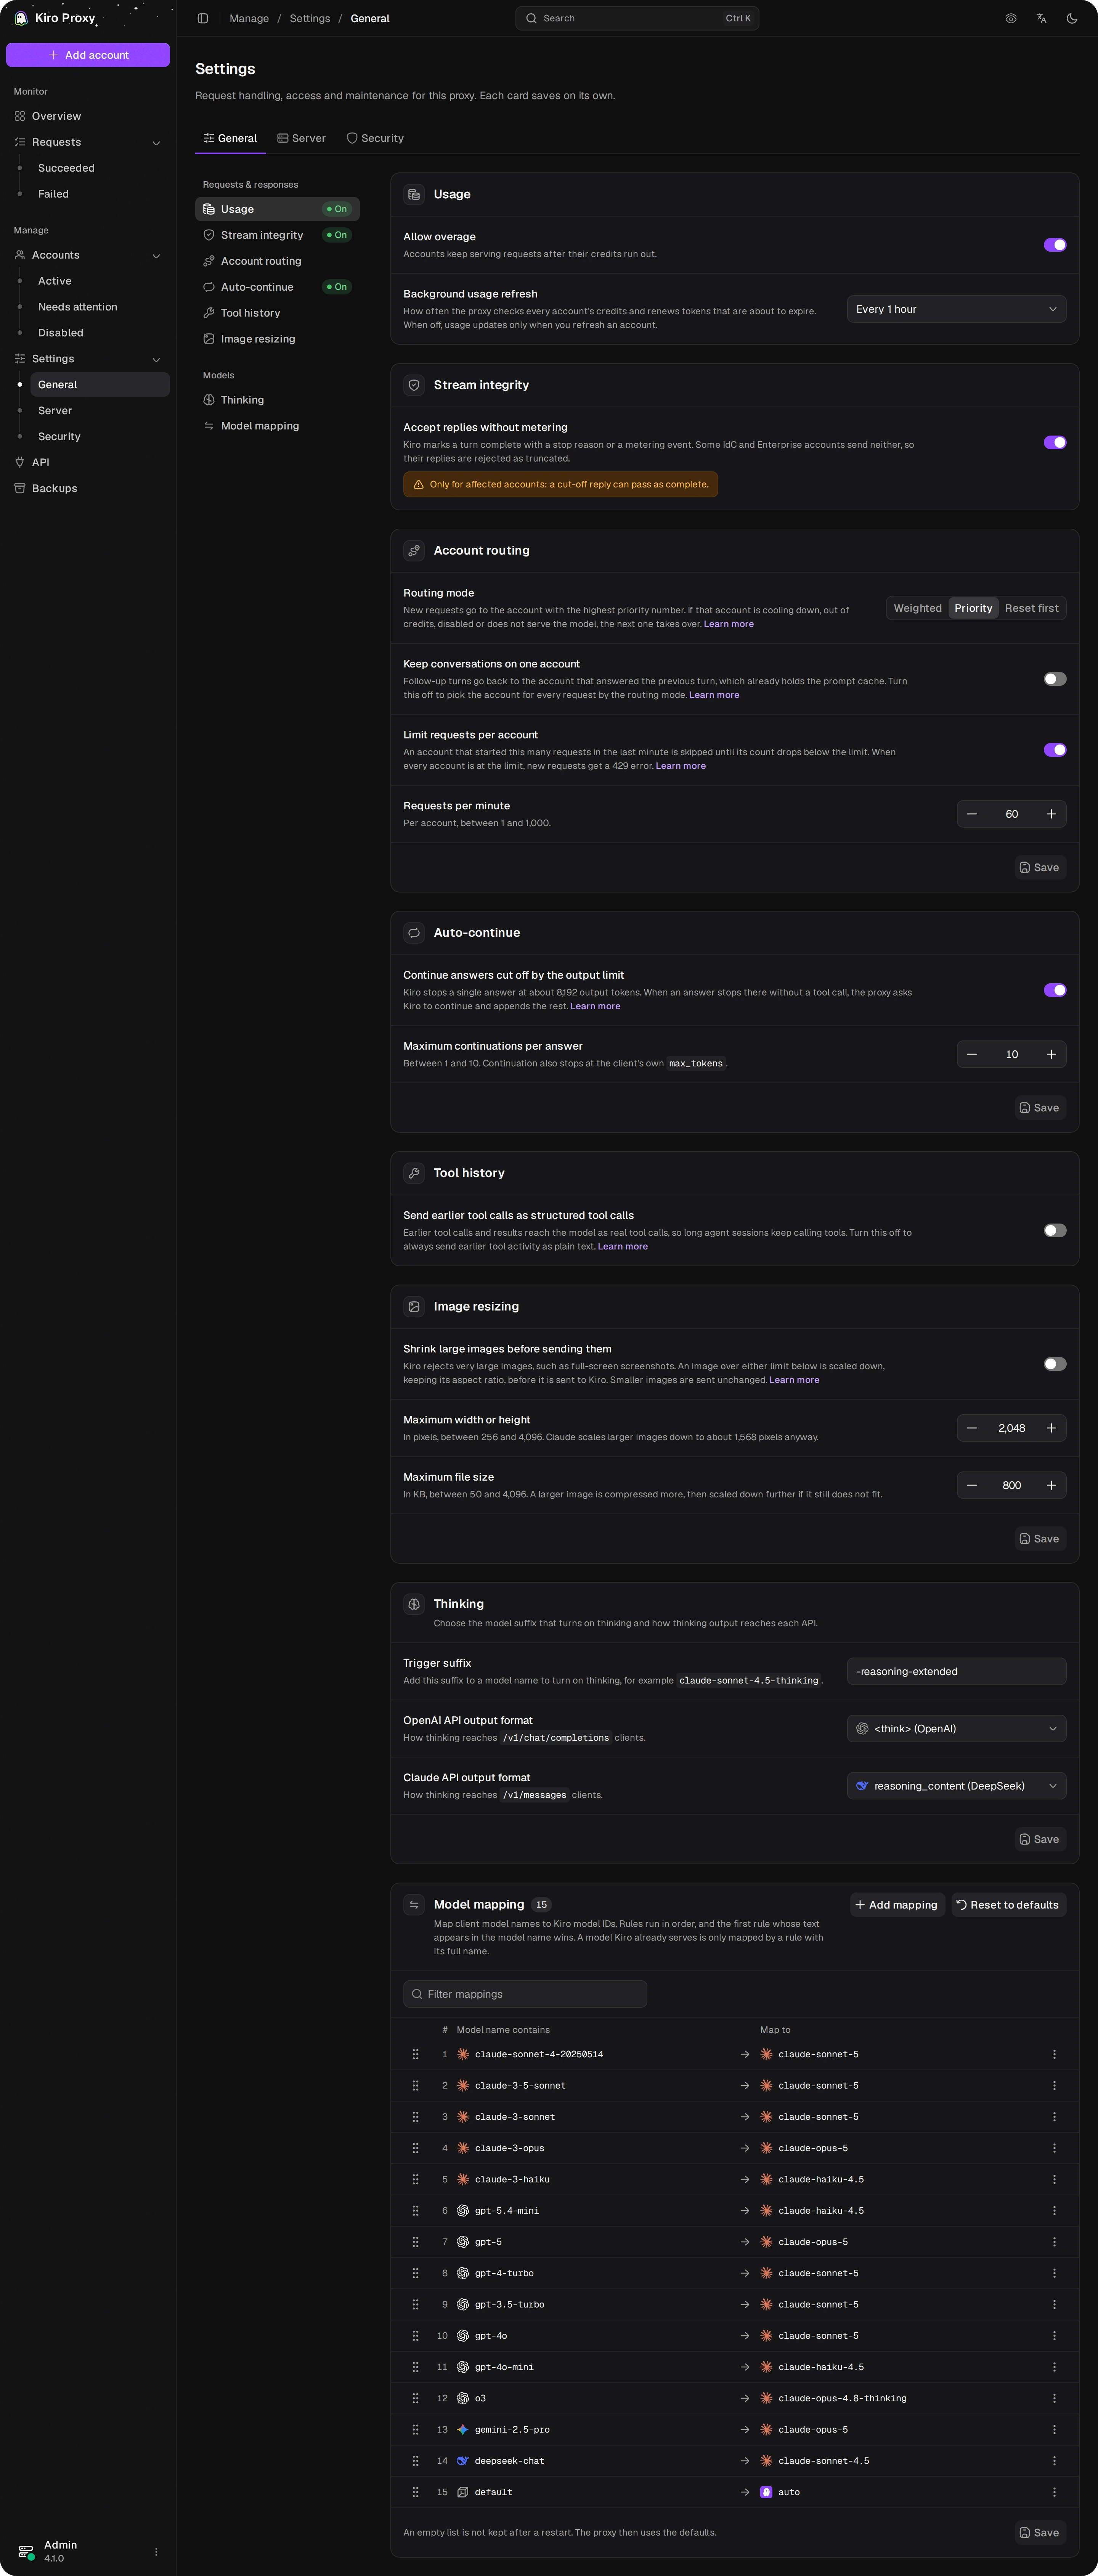 Kiro Proxy
Manage / Settings / General
Search
Ctrl K
Add account
Monitor
Overview
Requests
Succeeded
Failed
Manage
Accounts
Active
Needs attention
Disabled
Settings
General
Server
Security
API
Backups
Admin
4.1.0
Settings
Request handling, access and maintenance for this proxy. Each card saves on its own.
General
Server
Security
Requests & responses
Usage
On
Stream integrity
On
Account routing
Auto-continue
On
Tool history
Image resizing
Models
Thinking
Model mapping
Usage
Allow overage
Accounts keep serving requests after their credits run out.
Background usage refresh
How often the proxy checks every account's credits and renews tokens that are about to expire.
When off, usage updates only when you refresh an account.
Every 1 hour
Stream integrity
Accept replies without metering
Kiro marks a turn complete with a stop reason or a metering event. Some IdC and Enterprise accounts send neither, so
their replies are rejected as truncated.
Only for affected accounts: a cut-off reply can pass as complete.
Account routing
Routing mode
New requests go to the account with the highest priority number. If that account is cooling down, out of
credits, disabled or does not serve the model, the next one takes over. Learn more
Weighted
Priority
Reset first
Keep conversations on one account
Follow-up turns go back to the account that answered the previous turn, which already holds the prompt cache. Turn
this off to pick the account for every request by the routing mode. Learn more
Limit requests per account
An account that started this many requests in the last minute is skipped until its count drops below the limit. When
every account is at the limit, new requests get a 429 error. Learn more
Requests per minute
Per account, between 1 and 1,000.
60
Save
Auto-continue
Continue answers cut off by the output limit
Kiro stops a single answer at about 8,192 output tokens. When an answer stops there without a tool call, the proxy asks
Kiro to continue and appends the rest. Learn more
Maximum continuations per answer
Between 1 and 10. Continuation also stops at the client's own max_tokens.
10
Save
Tool history
Send earlier tool calls as structured tool calls
Earlier tool calls and results reach the model as real tool calls, so long agent sessions keep calling tools. Turn this off to
always send earlier tool activity as plain text. Learn more
Image resizing
Shrink large images before sending them
Kiro rejects very large images, such as full-screen screenshots. An image over either limit below is scaled down,
keeping its aspect ratio, before it is sent to Kiro. Smaller images are sent unchanged. Learn more
Maximum width or height
In pixels, between 256 and 4,096. Claude scales larger images down to about 1,568 pixels anyway.
2,048
Maximum file size
In KB, between 50 and 4,096. A larger image is compressed more, then scaled down further if it still does not fit.
800
Save
Thinking
Choose the model suffix that turns on thinking and how thinking output reaches each API.
Trigger suffix
Add this suffix to a model name to turn on thinking, for example claude-sonnet-4.5-thinking.
-reasoning-extended
OpenAI API output format
How thinking reaches /v1/chat/completions clients.
<think> (OpenAI)
Claude API output format
How thinking reaches /v1/messages clients.
reasoning_content (DeepSeek)
Save
Model mapping 15
Add mapping
Reset to defaults
Map client model names to Kiro model IDs. Rules run in order, and the first rule whose text
appears in the model name wins. A model Kiro already serves is only mapped by a rule with
its full name.
Filter mappings
# Model name contains Map to
1 claude-sonnet-4-20250514 → claude-sonnet-5
2 claude-3-5-sonnet → claude-sonnet-5
3 claude-3-sonnet → claude-sonnet-5
4 claude-3-opus → claude-opus-5
5 claude-3-haiku → claude-haiku-4.5
6 gpt-5.4-mini → claude-haiku-4.5
7 gpt-5 → claude-opus-5
8 gpt-4-turbo → claude-sonnet-5
9 gpt-3.5-turbo → claude-sonnet-5
10 gpt-4o → claude-sonnet-5
11 gpt-4o-mini → claude-haiku-4.5
12 o3 → claude-opus-4.8-thinking
13 gemini-2.5-pro → claude-opus-5
14 deepseek-chat → claude-sonnet-4.5
15 default → auto
An empty list is not kept after a restart. The proxy then uses the defaults.
Save